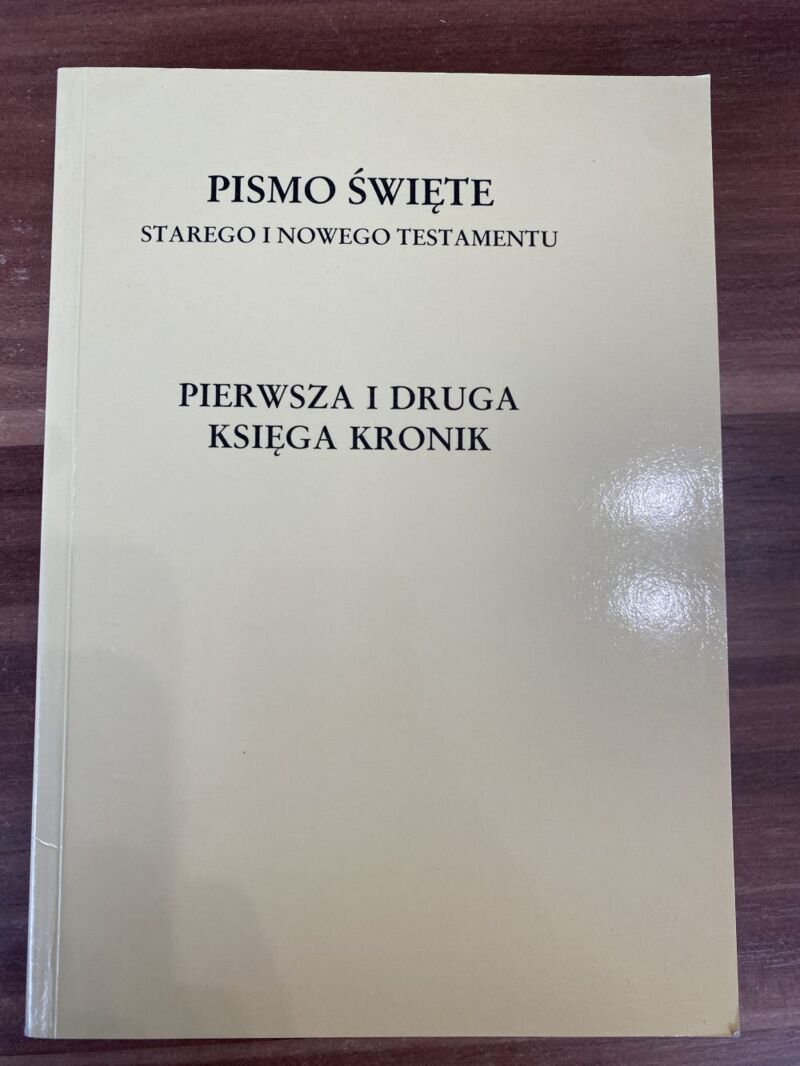 PISMO ŚWIĘTE
STAREGO I NOWEGO TESTAMENTU
PIERWSZA I DRUGA
KSIĘGA KRONIK